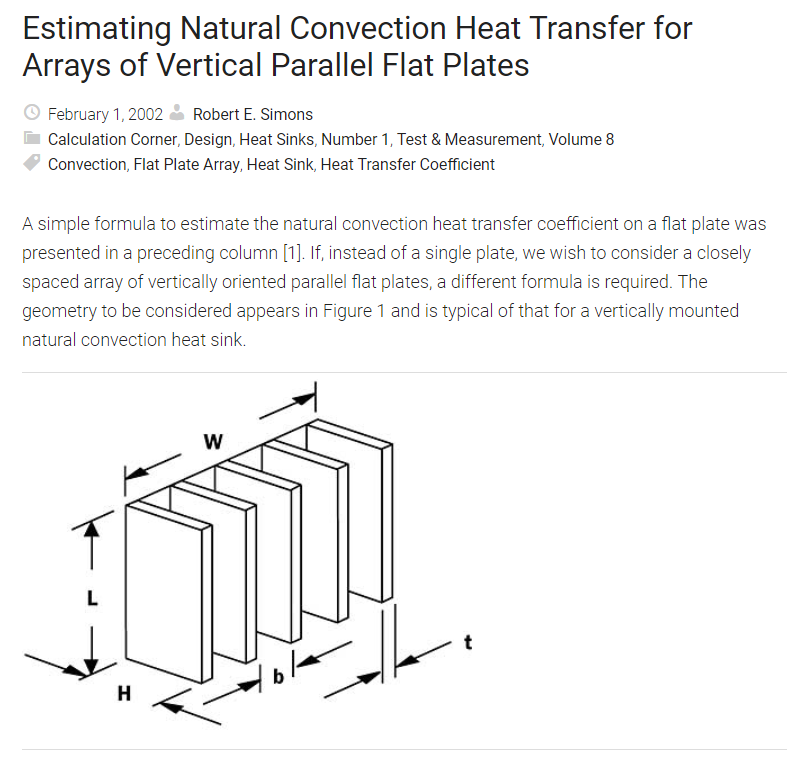 Estimating Natural Convection Heat Transfer for
Arrays of Vertical Parallel Flat Plates
February 1, 2002 Robert E. Simons
Calculation Corner, Design, Heat Sinks, Number 1, Test & Measurement, Volume 8
Convection, Flat Plate Array, Heat Sink, Heat Transfer Coefficient
A simple formula to estimate the natural convection heat transfer coefficient on a flat plate was
presented in a preceding column [1]. If, instead of a single plate, we wish to consider a closely
spaced array of vertically oriented parallel flat plates, a different formula is required. The
geometry to be considered appears in Figure 1 and is typical of that for a vertically mounted
natural convection heat sink.
W
L
t
b
H